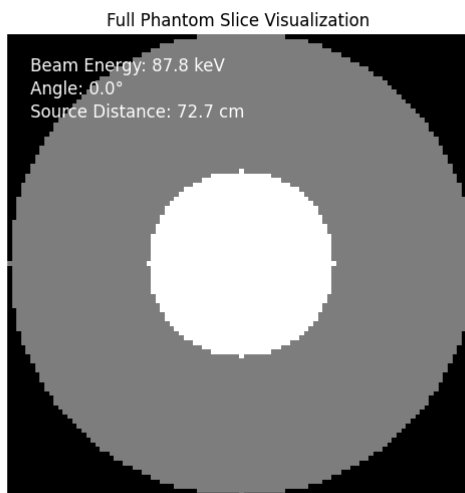 Full Phantom Slice Visualization
Beam Energy: 87.8 keV
Angle: 0.0°
Source Distance: 72.7 cm